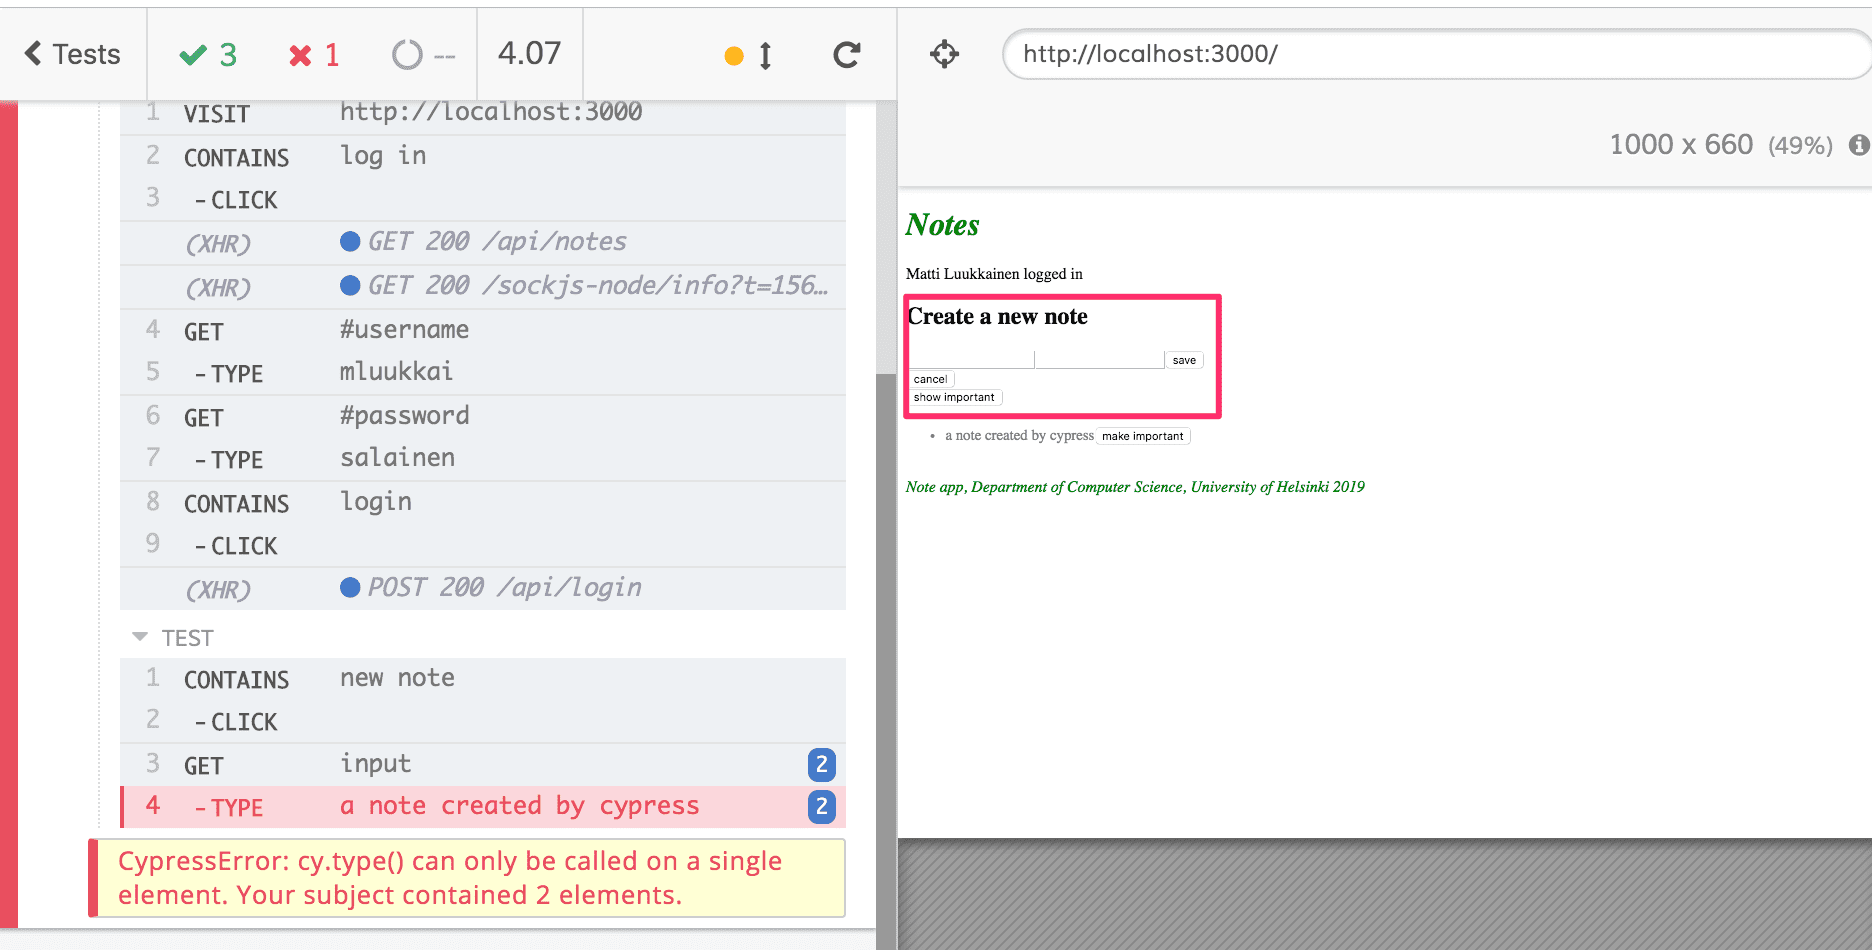 Tests 3 1 -- 4.07
1 VISIT http://localhost:3000
2 CONTAINS log in
3 -CLICK
(XHR) GET 200 /api/notes
(XHR) GET 200 /sockjs-node/info?t=156…
4 GET #username
5 -TYPE mluukkai
6 GET #password
7 -TYPE salainen
8 CONTAINS login
9 -CLICK
(XHR) POST 200 /api/login
TEST
1 CONTAINS new note
2 -CLICK
3 GET input 2
4 -TYPE a note created by cypress 2
CypressError: cy.type() can only be called on a single
element. Your subject contained 2 elements.
http://localhost:3000/
1000 x 660 (49%)
Notes
Matti Luukkainen logged in
Create a new note
save
cancel
show important
• a note created by cypress make important
Note app, Department of Computer Science, University of Helsinki 2019